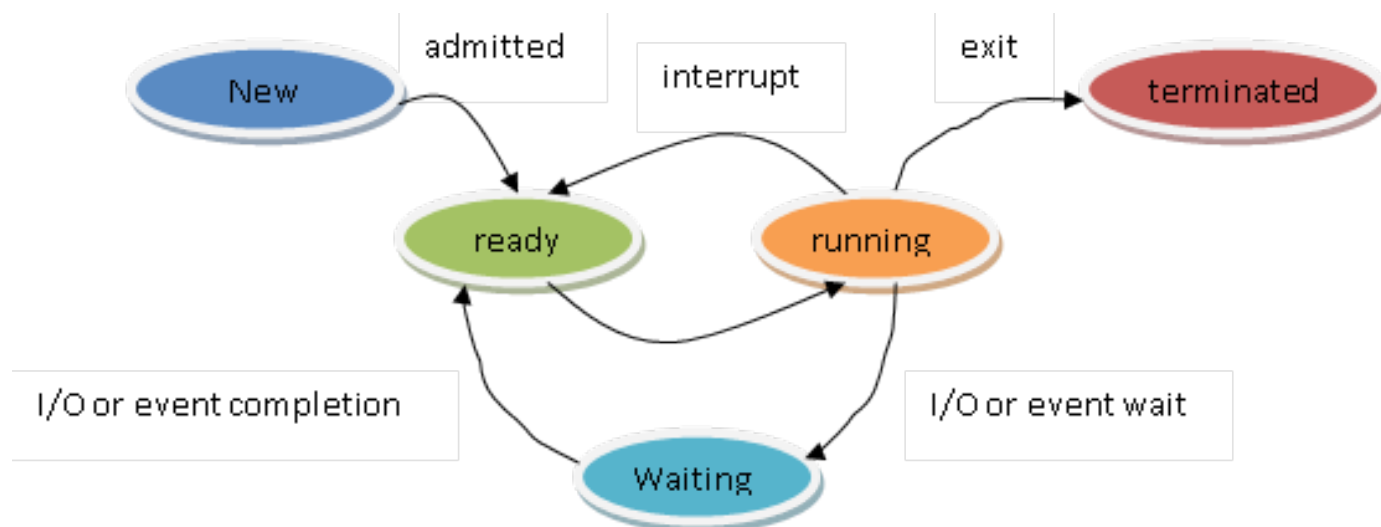 admitted
exit
New
interrupt
terminated
ready
running
I/O or event completion
I/O or event wait
Waiting